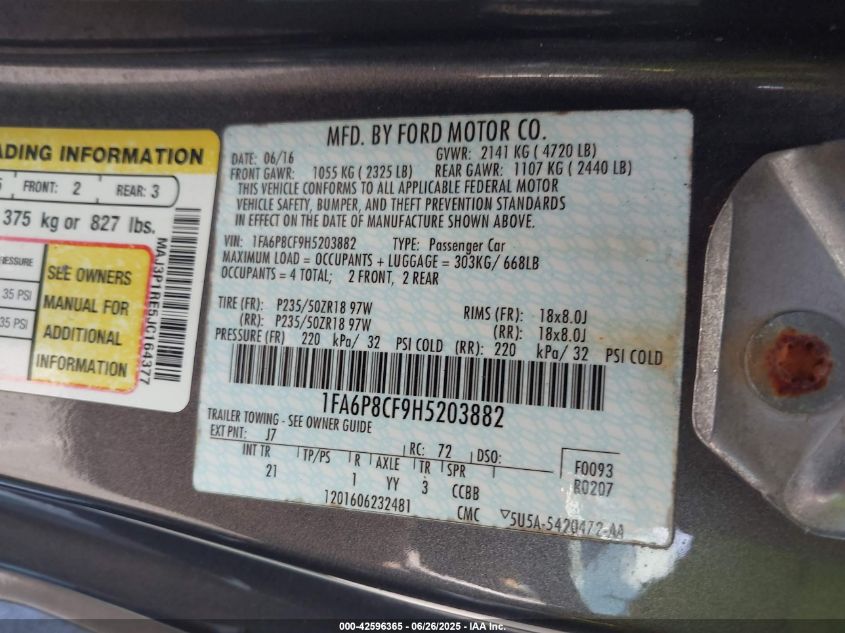 ADING INFORMATION
FRONT: 2 REAR: 3
375 kg or 827 lbs.
35 PSI
35 PSI
SEE OWNERS
MANUAL FOR
ADDITIONAL
INFORMATION
MAJ3P1RE5JC164377
MFD. BY FORD MOTOR CO.
DATE: 06/16 GVWR: 2141 KG ( 4720 LB)
FRONT GAWR: 1055 KG ( 2325 LB) REAR GAWR: 1107 KG ( 2440 LB)
THIS VEHICLE CONFORMS TO ALL APPLICABLE FEDERAL MOTOR
VEHICLE SAFETY, BUMPER, AND THEFT PREVENTION STANDARDS
IN EFFECT ON THE DATE OF MANUFACTURE SHOWN ABOVE.
VIN: 1FA6P8CF9H5203882 TYPE: Passenger Car
MAXIMUM LOAD = OCCUPANTS + LUGGAGE = 303KG/ 668LB
OCCUPANTS = 4 TOTAL; 2 FRONT, 2 REAR
TIRE (FR): P235/50ZR18 97W RIMS (FR): 18x8.0J
(RR): P235/50ZR18 97W (RR): 18x8.0J
PRESSURE (FR) 220 kPa/ 32 PSI COLD (RR): 220 kPa/ 32 PSI COLD
1FA6P8CF9H5203882
TRAILER TOWING - SEE OWNER GUIDE
EXT PNT: J7 RC: 72 DSO:
INT TR TP/PS R AXLE TR SPR F0093
21 1 YY 3 CCBB R0207
1201606232481 CMC ▽5U5A-5420472-AA
000-42596365 - 06/26/2025 - IAA Inc.